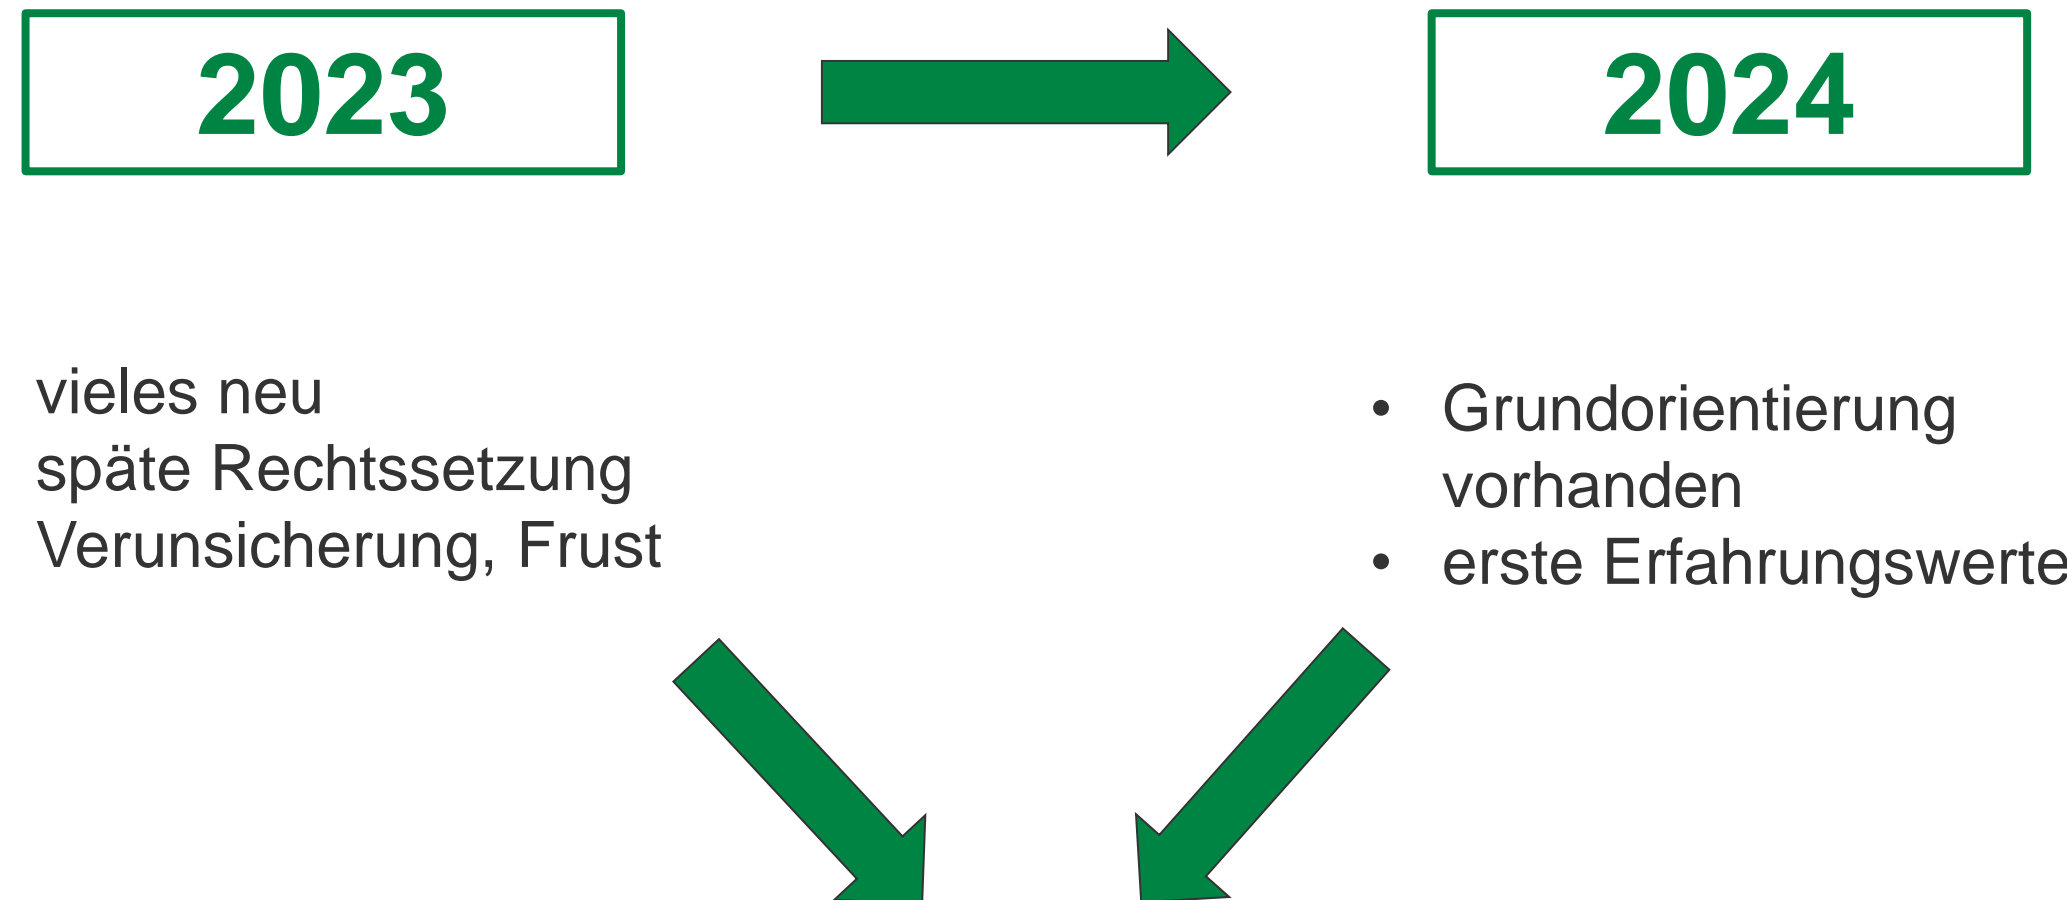 2023
2024
vieles neu
späte Rechtssetzung
Verunsicherung, Frust
• Grundorientierung
vorhanden
• erste Erfahrungswerte